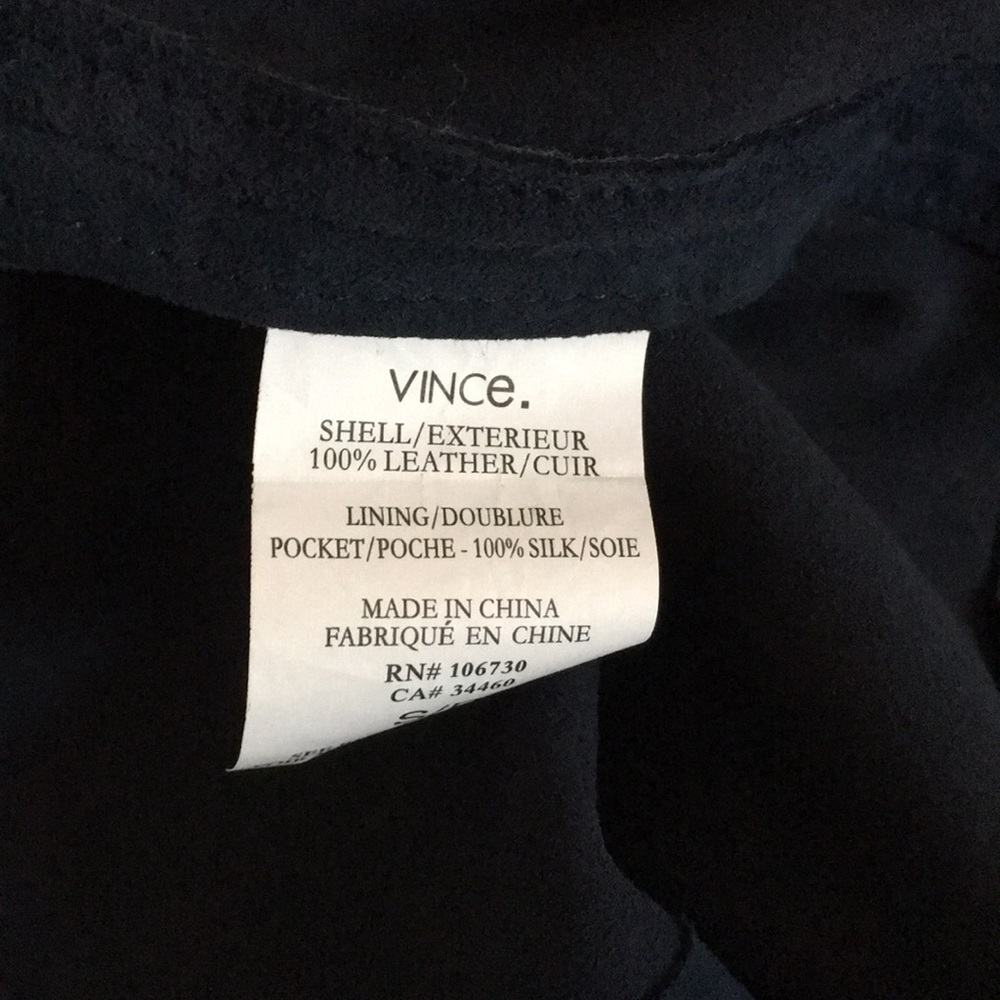 VINCe.
SHELL/EXTERIEUR
100% LEATHER/CUIR
LINING/DOUBLURE
POCKET/POCHE - 100% SILK/SOIE
MADE IN CHINA
FABRIQUÉ EN CHINE
RN# 106730
CA# 34460